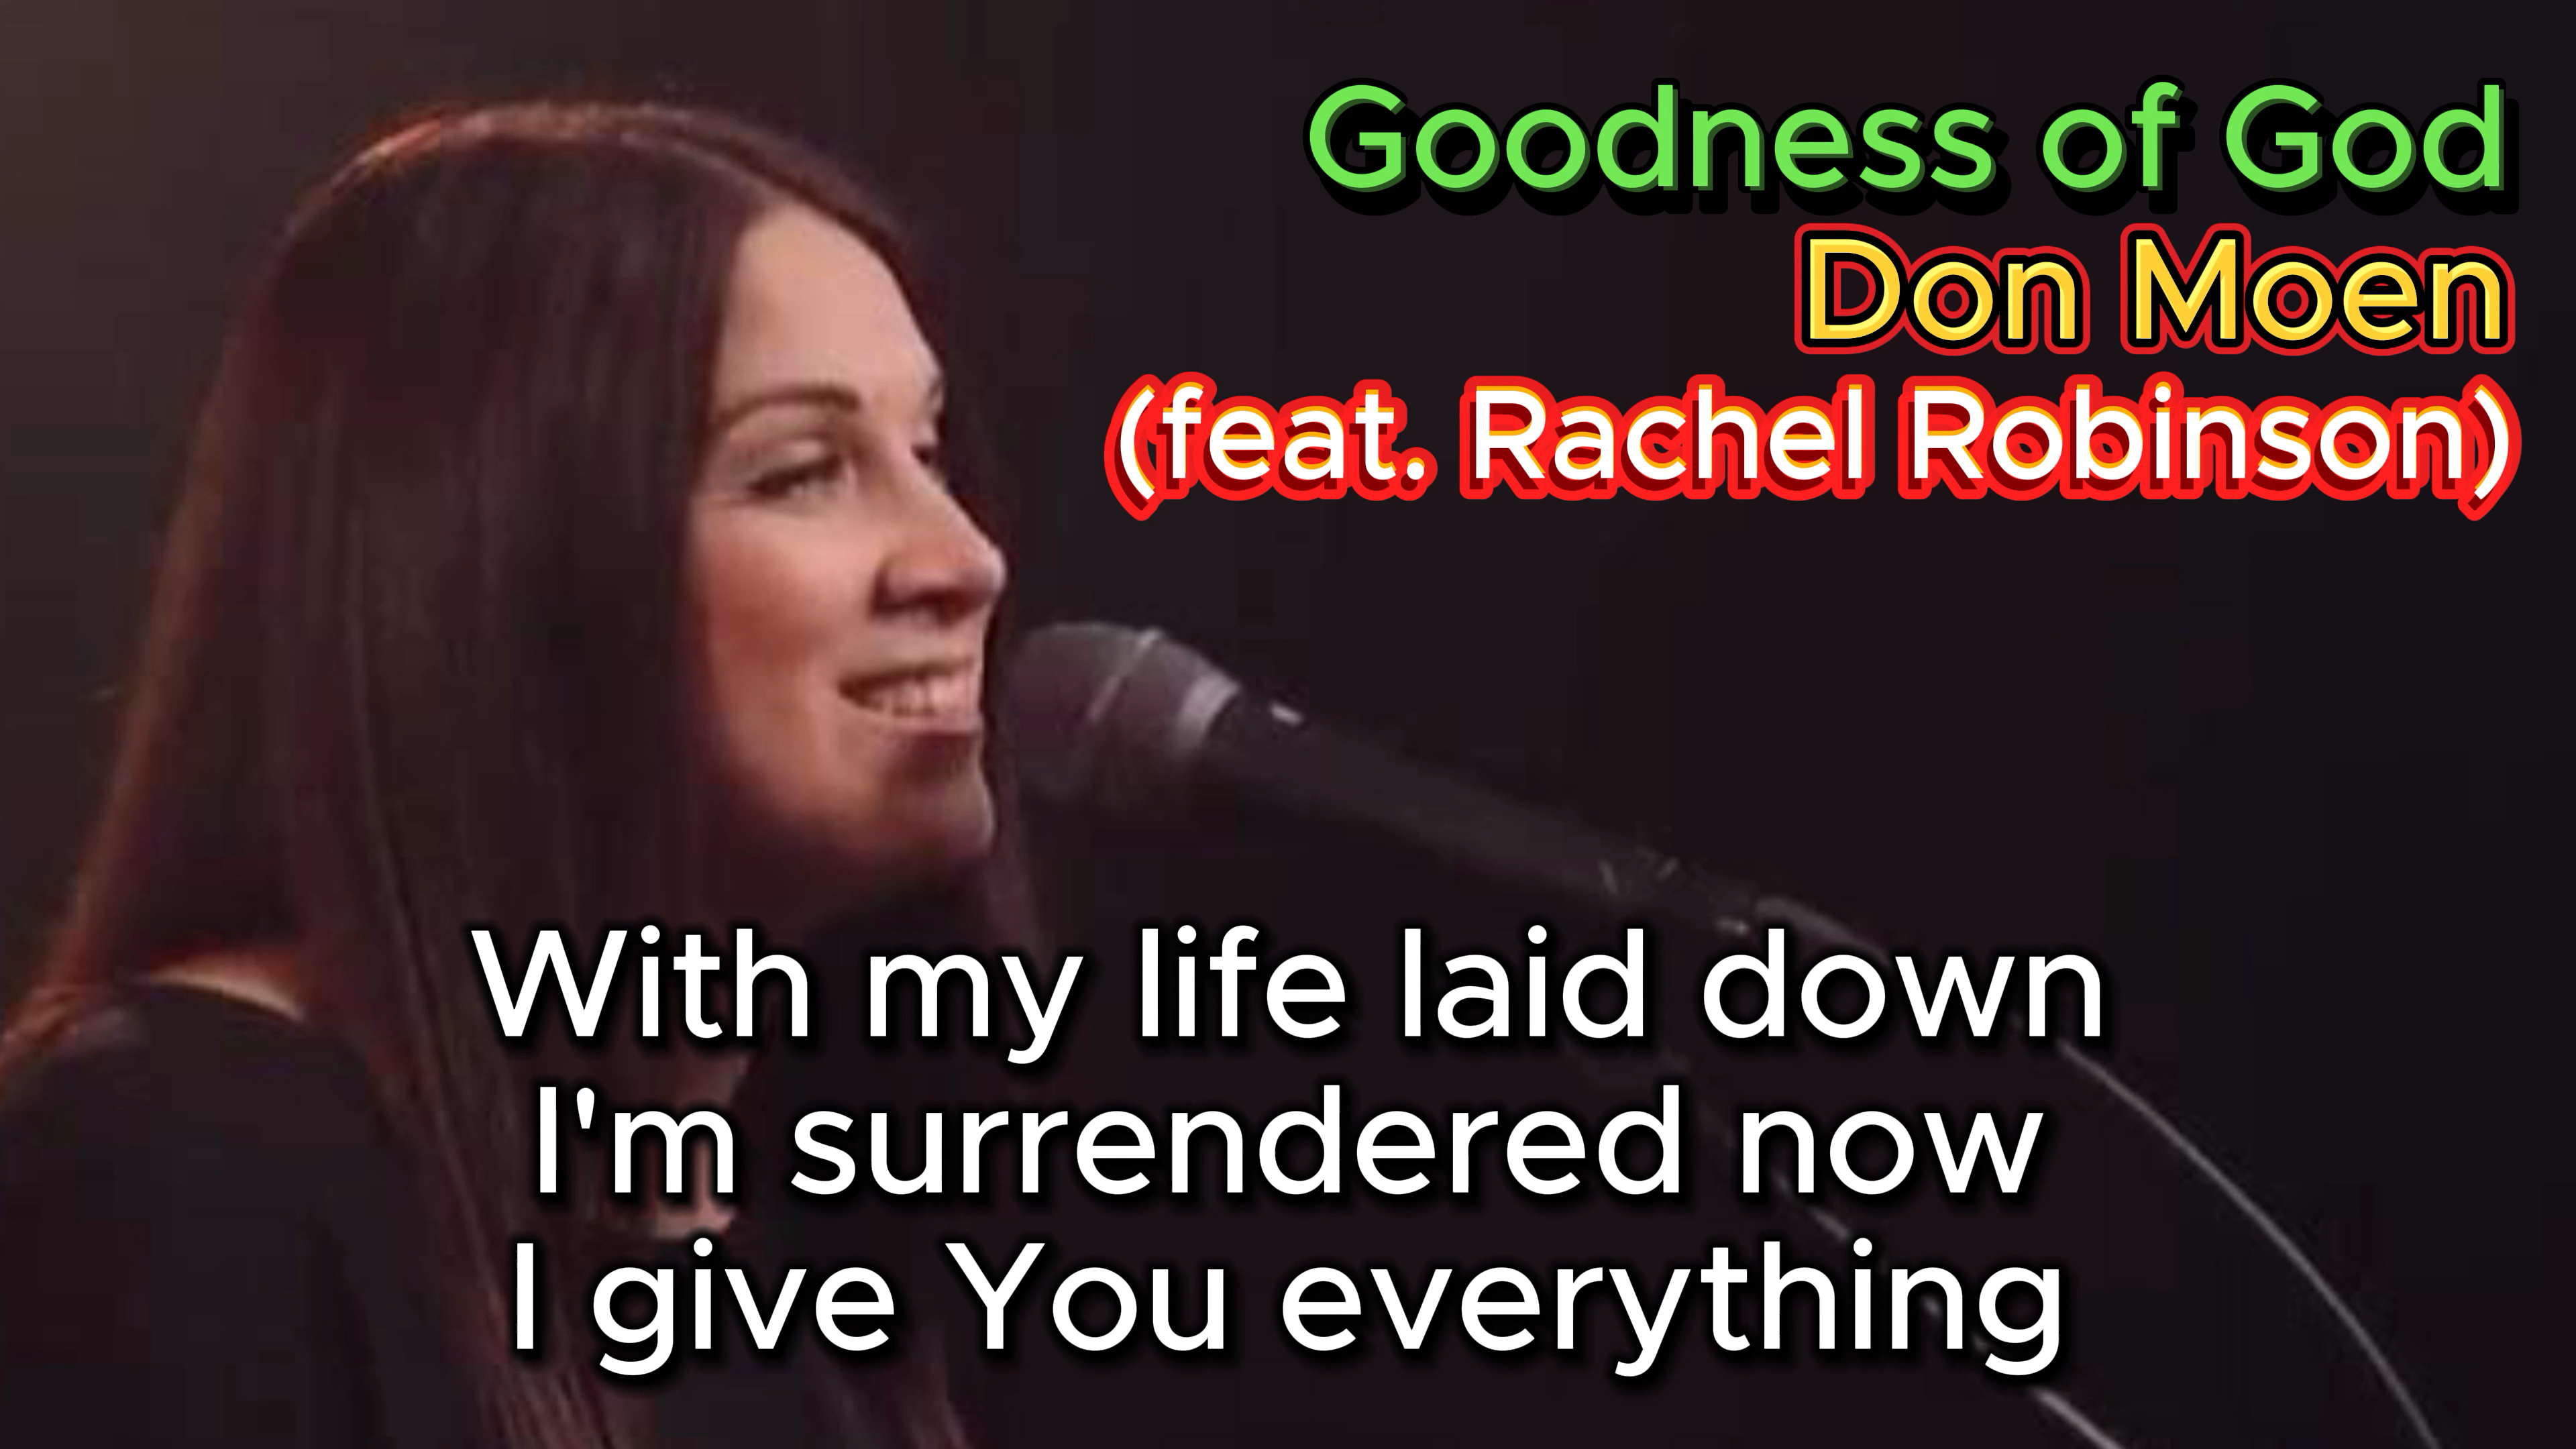 Goodness of God
Don Moen
(feat. Rachel Robinson)
With my life laid down
I'm surrendered now
I give You everything